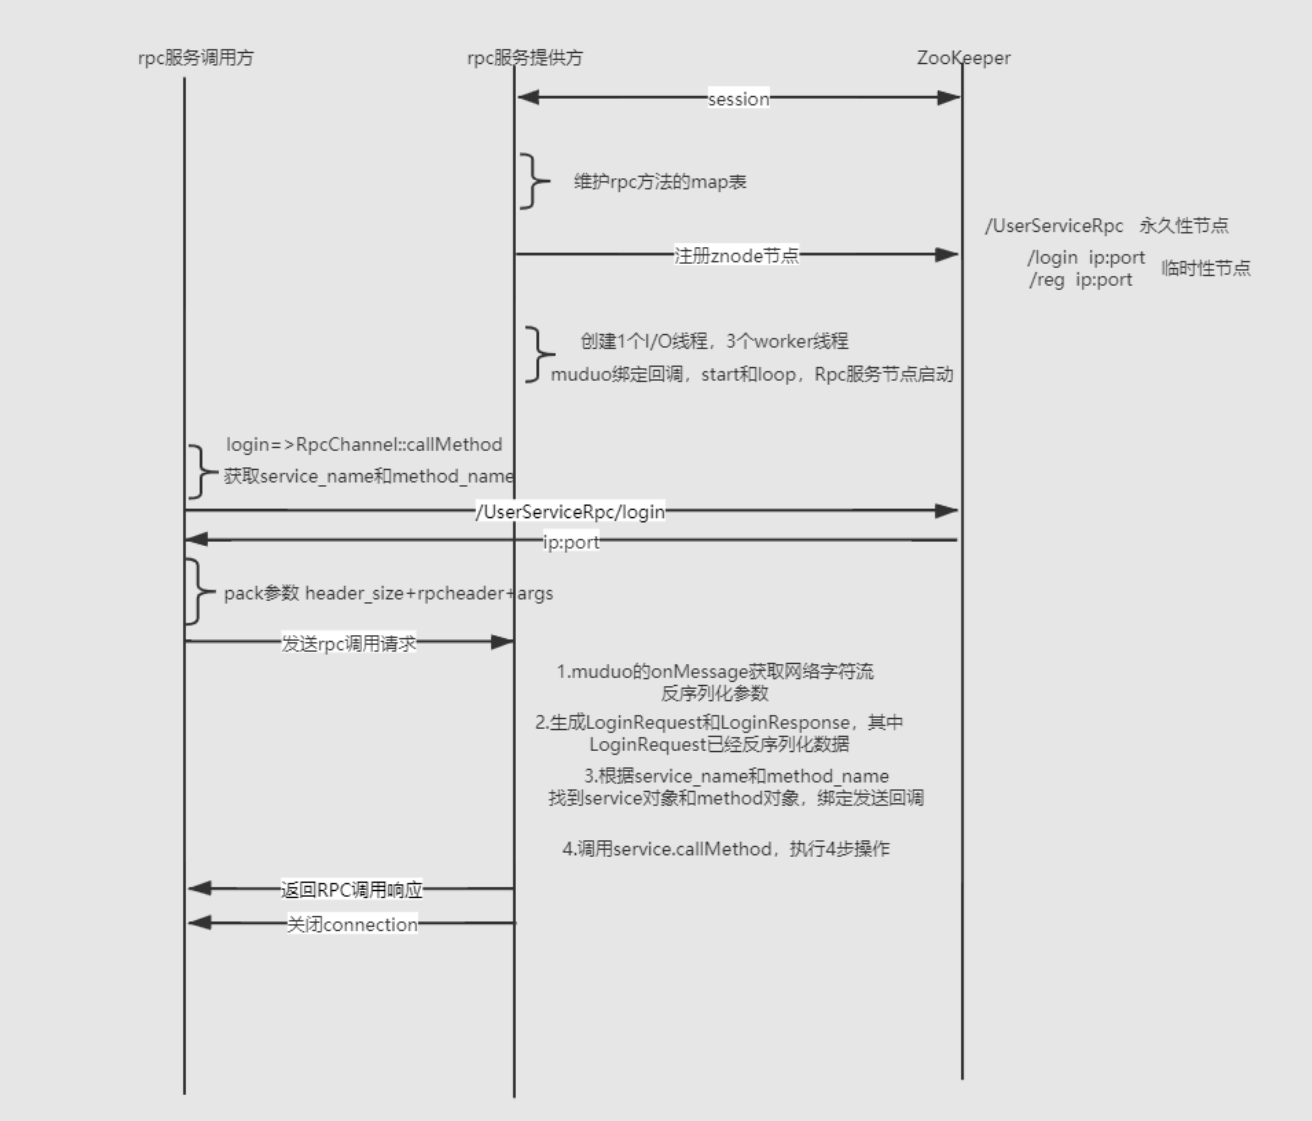 rpc服务调用方
rpc服务提供方
ZooKeeper
session
维护rpc方法的map表
注册znode节点
/UserServiceRpc 永久性节点
/login ip:port
/reg ip:port
临时性节点
创建1个I/O线程，3个worker线程
muduo绑定回调，start和loop，Rpc服务节点启动
login=>RpcChannel::callMethod
获取service_name和method_name
/UserServiceRpc/login
ip:port
pack参数 header_size+rpcheader+args
发送rpc调用请求
1.muduo的onMessage获取网络字符流
反序列化参数
2.生成LoginRequest和LoginResponse，其中
LoginRequest已经反序列化数据
3.根据service_name和method_name
找到service对象和method对象，绑定发送回调
4.调用service.callMethod，执行4步操作
返回RPC调用响应
关闭connection